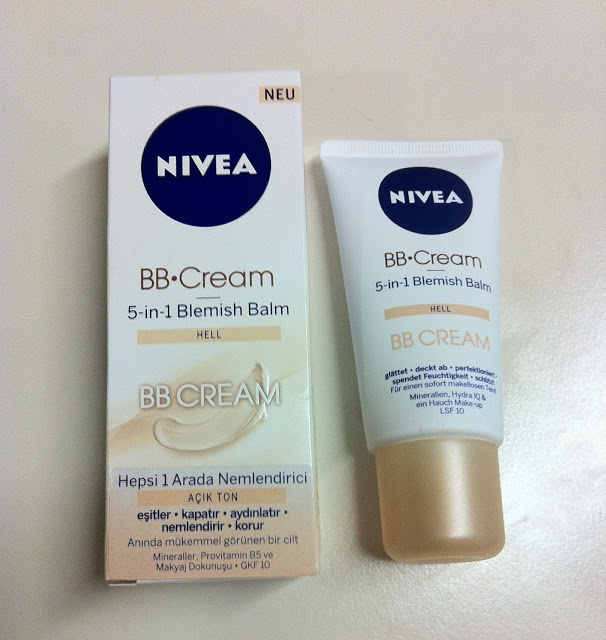 NEU
NIVEA
BB•Cream
5-in-1 Blemish Balm
HELL
BB CREAM
Hepsi 1 Arada Nemlendirici
AÇIK TON
eşitler • kapatır • aydınlatır •
nemlendirir • korur
Anında mükemmel görünen bir cilt
Mineraller, Provitamin B5 ve
Makyaj Dokunuşu • GKF 10
NIVEA
BB•Cream
5-in-1 Blemish Balm
HELL
BB CREAM
glättet • deckt ab • perfektioniert •
spendet Feuchtigkeit • schützt
Für einen sofort makellosen Teint
Mineralien, Hydra IQ &
ein Hauch Make-up
LSF 10